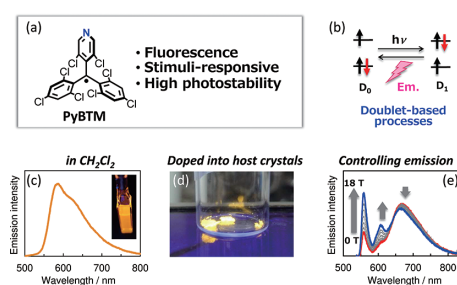 (a)
N
Cl
Cl
Cl
Cl
Cl
Cl
Cl
Cl
PyBTM
• Fluorescence
• Stimuli-responsive
• High photostability
(b)
hν
Em.
D0
D1
Doublet-based
processes
in CH2Cl2
(c)
Emission intensity
500 600 700 800
Wavelength / nm
Doped into host crystals
(d)
Controlling emission
(e)
18 T
0 T
Emission intensity
500 600 700 800
Wavelength / nm